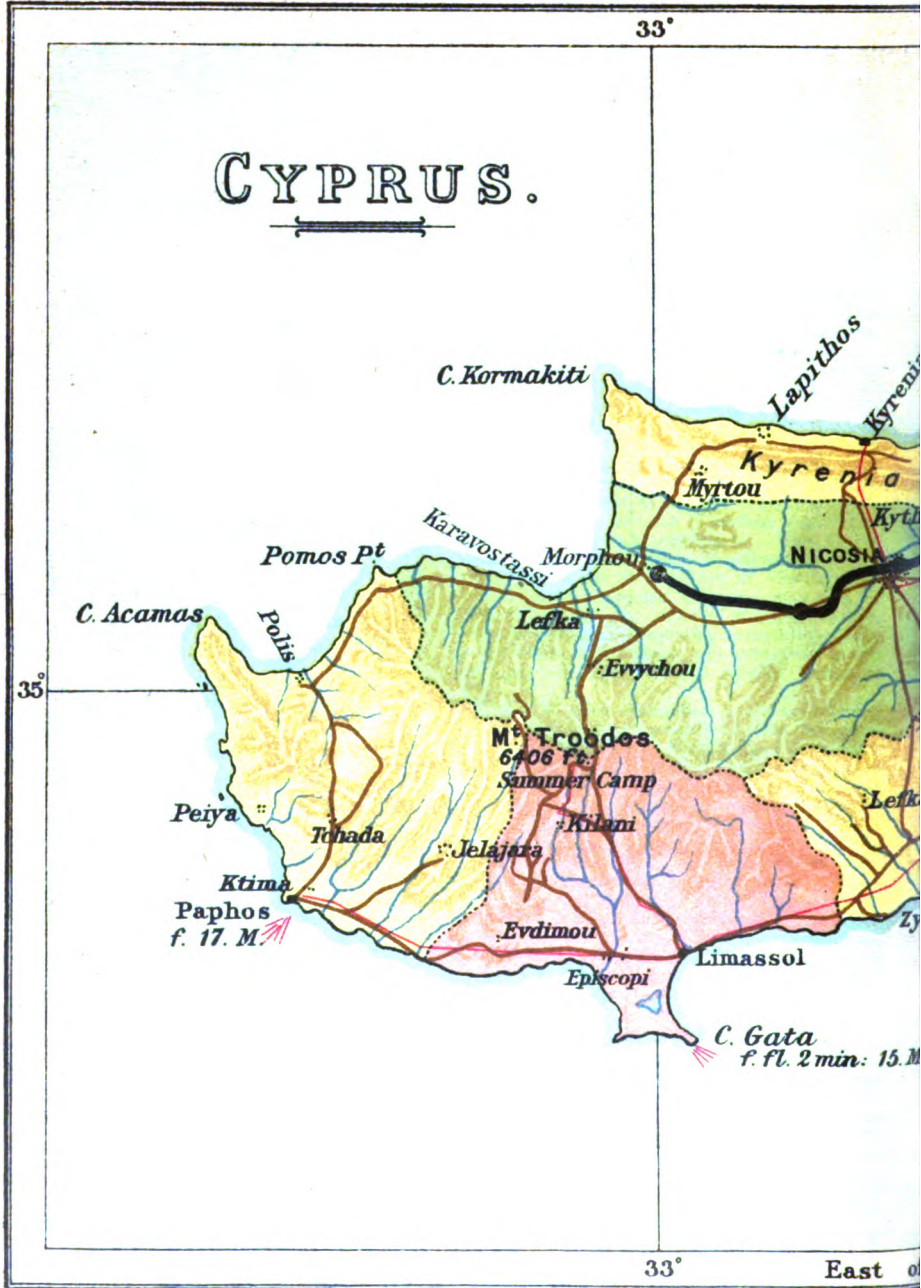 33°
CYPRUS.
C. Kormakiti
Lapithos
Kyrenia
Kyrenia
Myrtou
Karavostassi
Pomos Pt
Morphou
NICOSIA
C. Acamas
Polis
Lefka
Evvychou
35°
Mt. Troödos
6406 ft.
Summer Camp
Peiya
Tchada
Kilani
Jelajara
Ktima
Paphos
f. 17. M.
Evdimou
Episcopi
Limassol
C. Gata
f. fl. 2 min: 15. M
33°
East